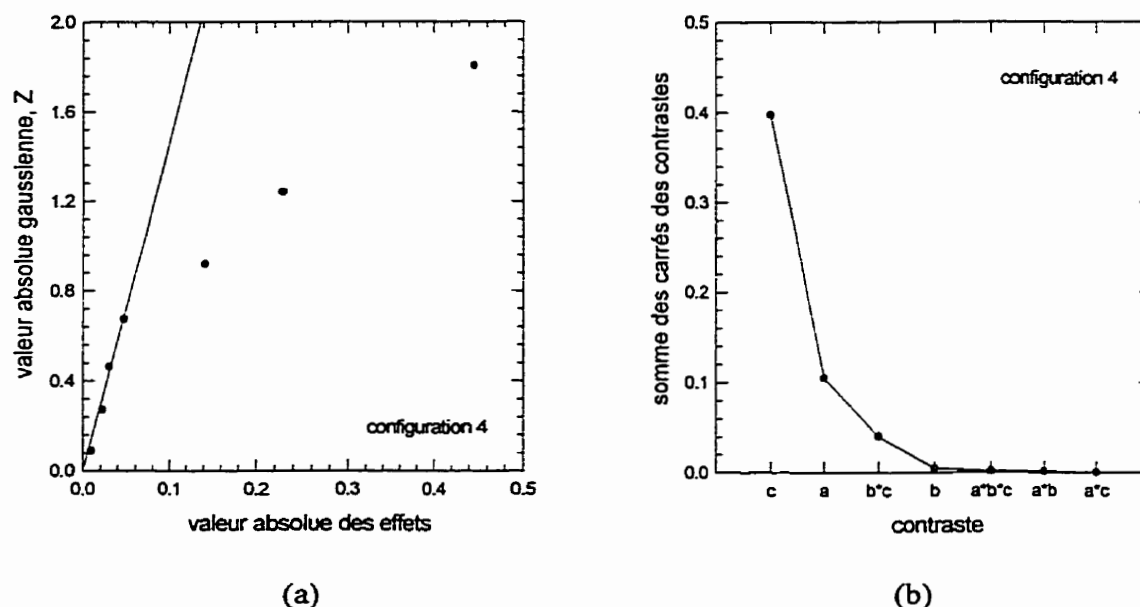 2.0
1.6
1.2
0.8
0.4
0.0
valeur absolue gaussienne, Z
configuration 4
0.0 0.1 0.2 0.3 0.4 0.5
valeur absolue des effets
(a)
0.5
0.4
0.3
0.2
0.1
0.0
somme des carrés des contrastes
configuration 4
c a b*c b a*b*c a*b a*c
contraste
(b)